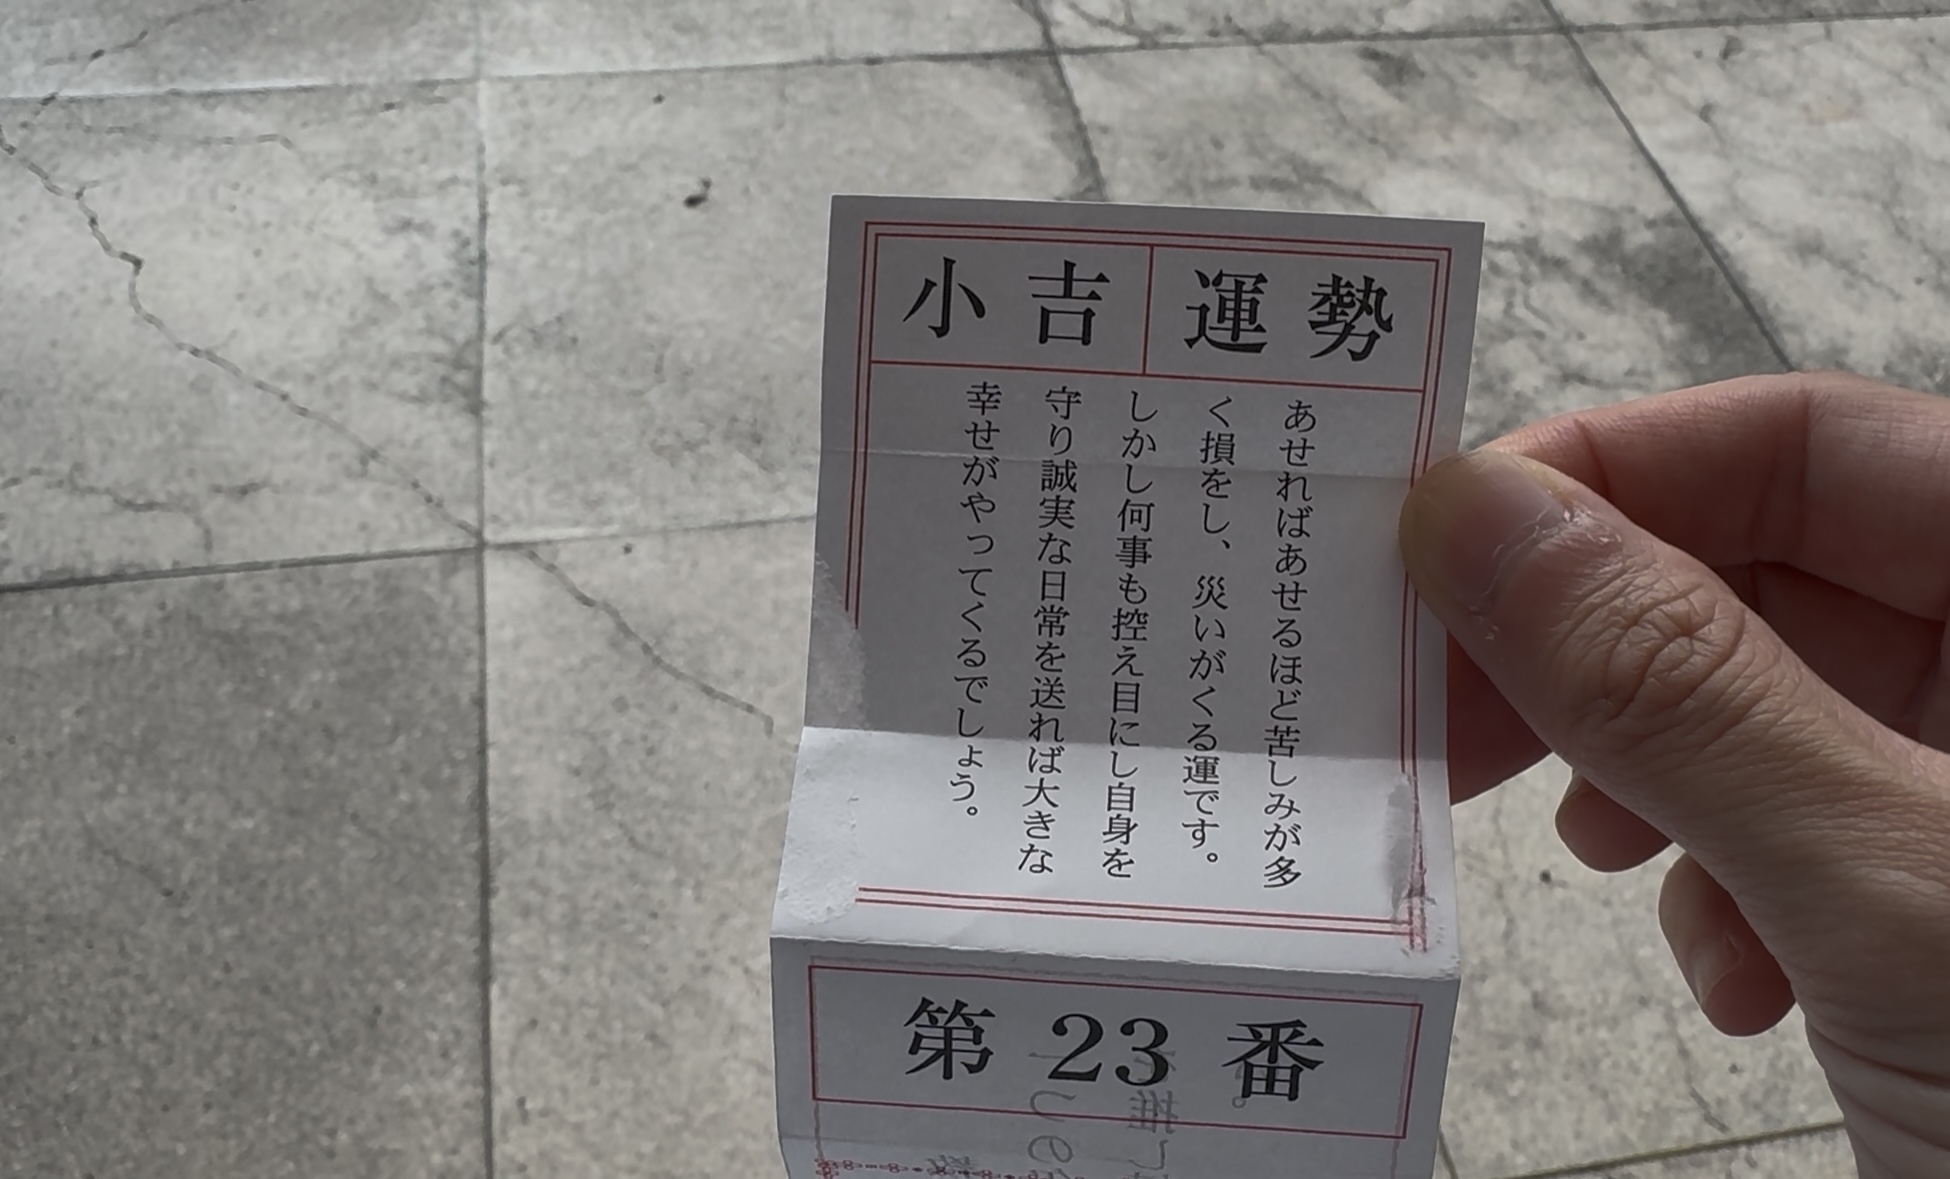 小吉 運勢
あせればあせるほど苦しみが多
く損をし、災いがくる運です。
しかし何事も控え目にし自身を
守り誠実な日常を送れば大きな
幸せがやってくるでしょう。
第23番